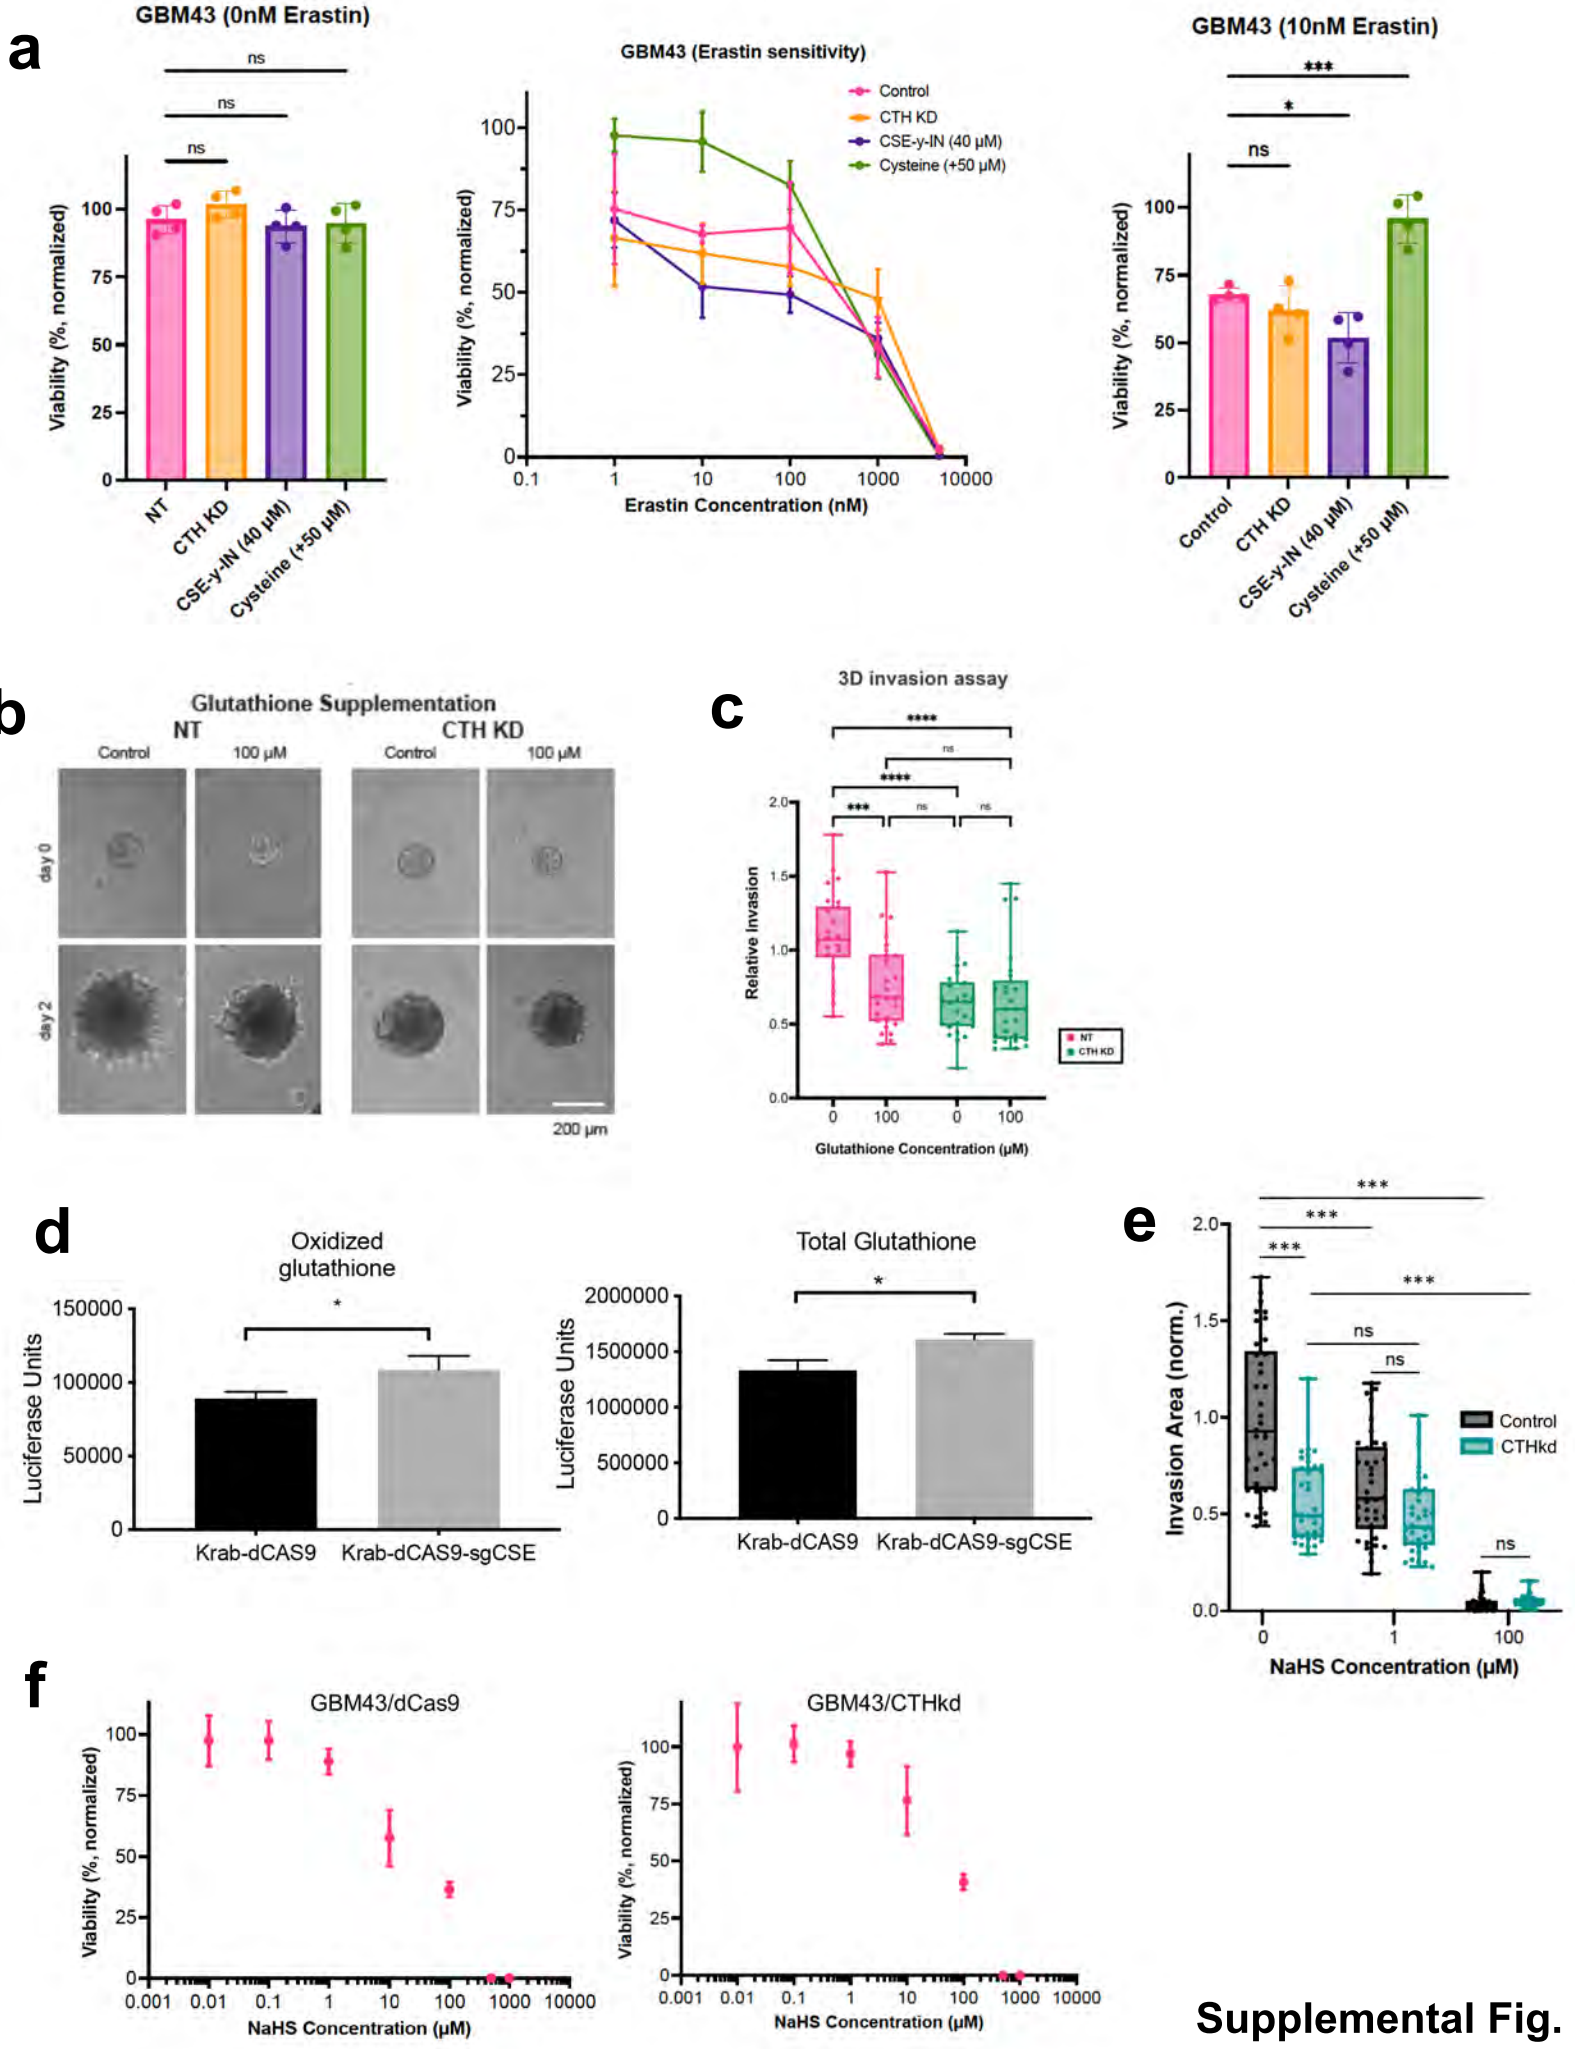 a
GBM43 (0nM Erastin)
ns
ns
ns
Viability (%, normalized)
100
75
50
25
0
NT
CTH KD
CSE-y-IN (40 µM)
Cysteine (+50 µM)
GBM43 (Erastin sensitivity)
Control
CTH KD
CSE-y-IN (40 µM)
Cysteine (+50 µM)
Viability (%, normalized)
100
75
50
25
0
0.1 1 10 100 1000 10000
Erastin Concentration (nM)
GBM43 (10nM Erastin)
***
*
ns
Viability (%, normalized)
100
75
50
25
0
Control
CTH KD
CSE-y-IN (40 µM)
Cysteine (+50 µM)
b
Glutathione Supplementation
NT CTH KD
Control 100 µM Control 100 µM
day 0
day 2
200 µm
c
3D invasion assay
****
ns
****
*** ns ns
Relative Invasion
2.0
1.5
1.0
0.5
0.0
0 100 0 100
Glutathione Concentration (µM)
NT
CTH KD
d
Oxidized
glutathione
*
Luciferase Units
150000
100000
50000
0
Krab-dCAS9 Krab-dCAS9-sgCSE
Total Glutathione
*
Luciferase Units
2000000
1500000
1000000
500000
0
Krab-dCAS9 Krab-dCAS9-sgCSE
e
***
***
***
***
ns
ns
ns
Invasion Area (norm.)
2.0
1.5
1.0
0.5
0.0
0 1 100
NaHS Concentration (µM)
Control
CTHkd
f
GBM43/dCas9
Viability (%, normalized)
100
75
50
25
0
0.001 0.01 0.1 1 10 100 1000 10000
NaHS Concentration (µM)
GBM43/CTHkd
Viability (%, normalized)
100
75
50
25
0
0.001 0.01 0.1 1 10 100 1000 10000
NaHS Concentration (µM)
Supplemental Fig.